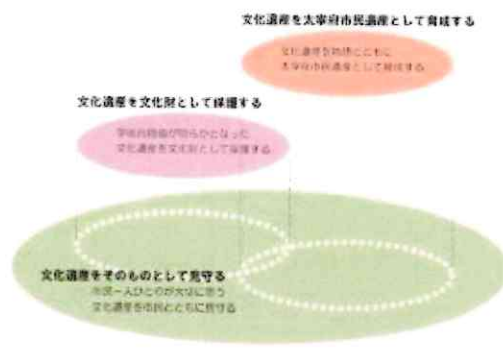 文化遺産を太宰府市民遺産として育成する
文化遺産を物語とともに
太宰府市民遺産として育成する
文化遺産を文化財として保護する
学術的価値が明らかとなった
文化遺産を文化財として保護する
文化遺産をそのものとして見守る
市民一人ひとりが大切に思う
文化遺産を市民とともに見守る